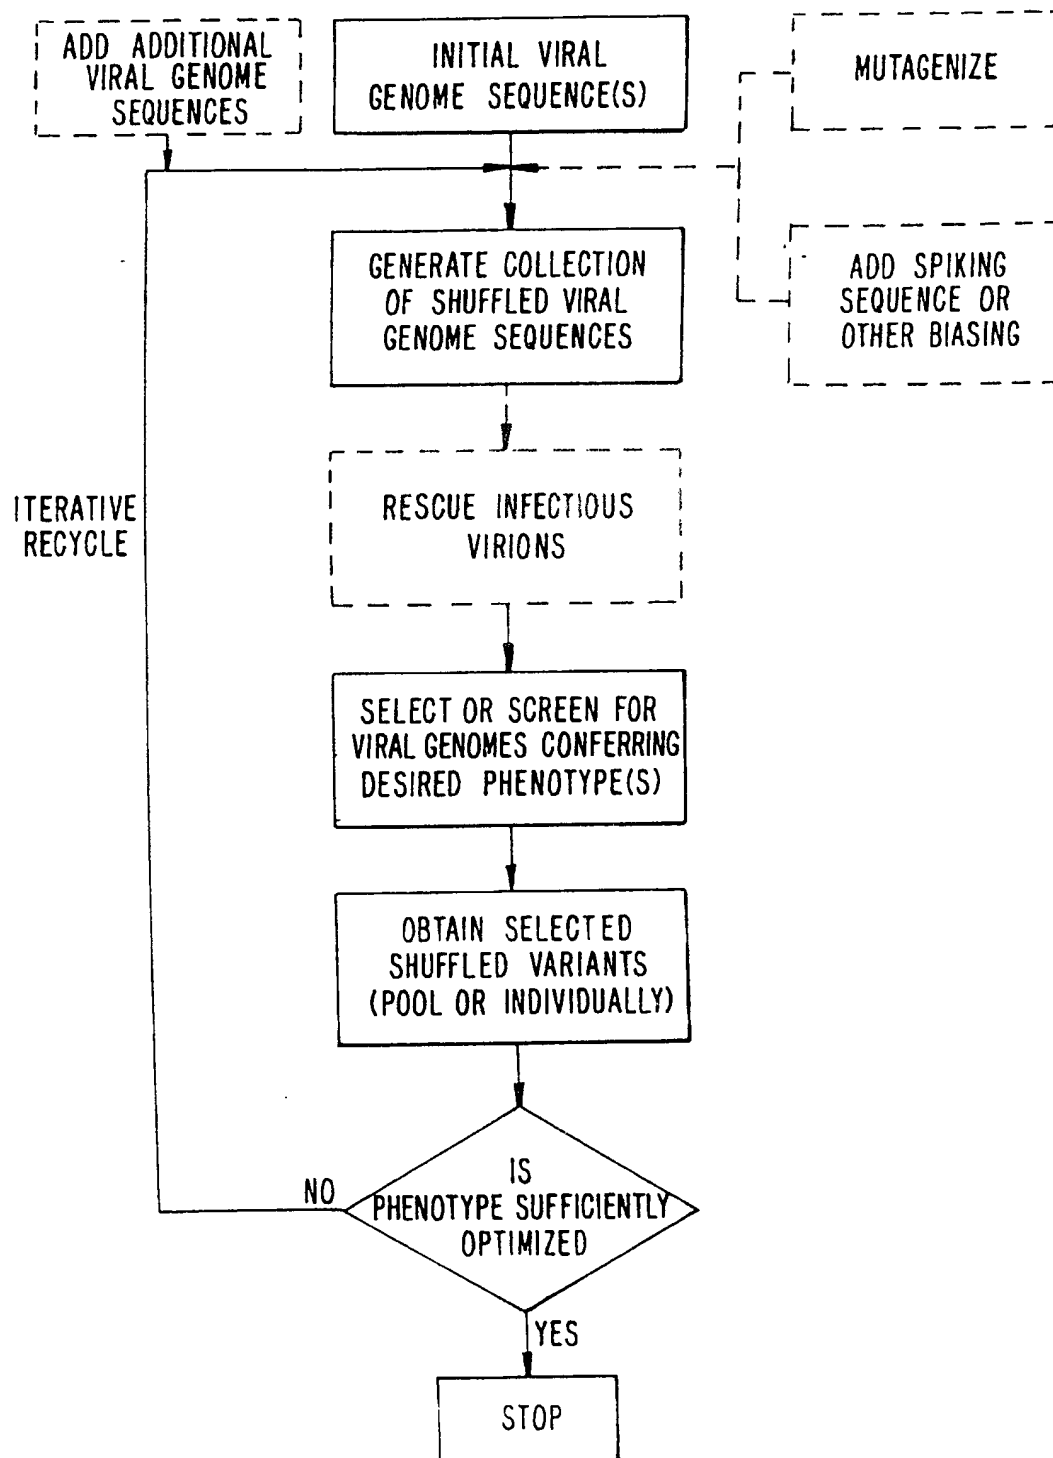 ADD ADDITIONAL
VIRAL GENOME
SEQUENCES
INITIAL VIRAL
GENOME SEQUENCE(S)
MUTAGENIZE
GENERATE COLLECTION
OF SHUFFLED VIRAL
GENOME SEQUENCES
ADD SPIKING
SEQUENCE OR
OTHER BIASING
RESCUE INFECTIOUS
VIRIONS
ITERATIVE
RECYCLE
SELECT OR SCREEN FOR
VIRAL GENOMES CONFERRING
DESIRED PHENOTYPE(S)
OBTAIN SELECTED
SHUFFLED VARIANTS
(POOL OR INDIVIDUALLY)
NO
IS
PHENOTYPE SUFFICIENTLY
OPTIMIZED
YES
STOP